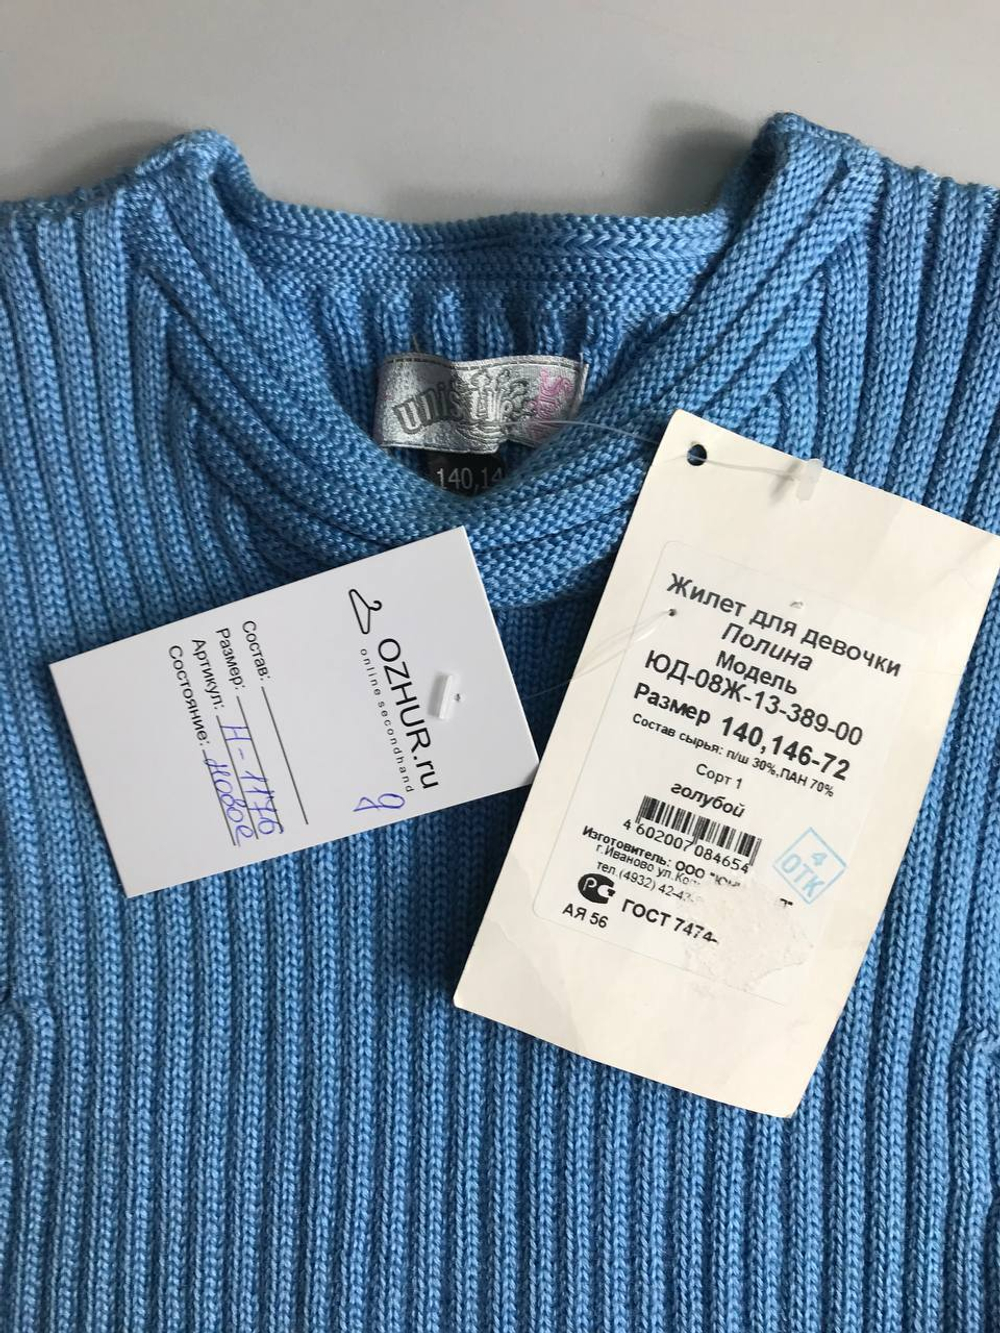 140,14
Жилет для девочки
Полина
Модель
ЮД-08Ж-13-389-00
Размер 140,146-72
Состав сырья: п/ш 30%,ПАН 70%
Сорт 1
голубой
4 602007 084654
Изготовитель: ООО
г.Иваново ул.
тел.(4932) 42-
РС
АЯ 56
ГОСТ 7474-
4
ОТК
OZHUR.ru
online secondhand
Состав:
Размер:
Артикул: Н-1176
Состояние: новое